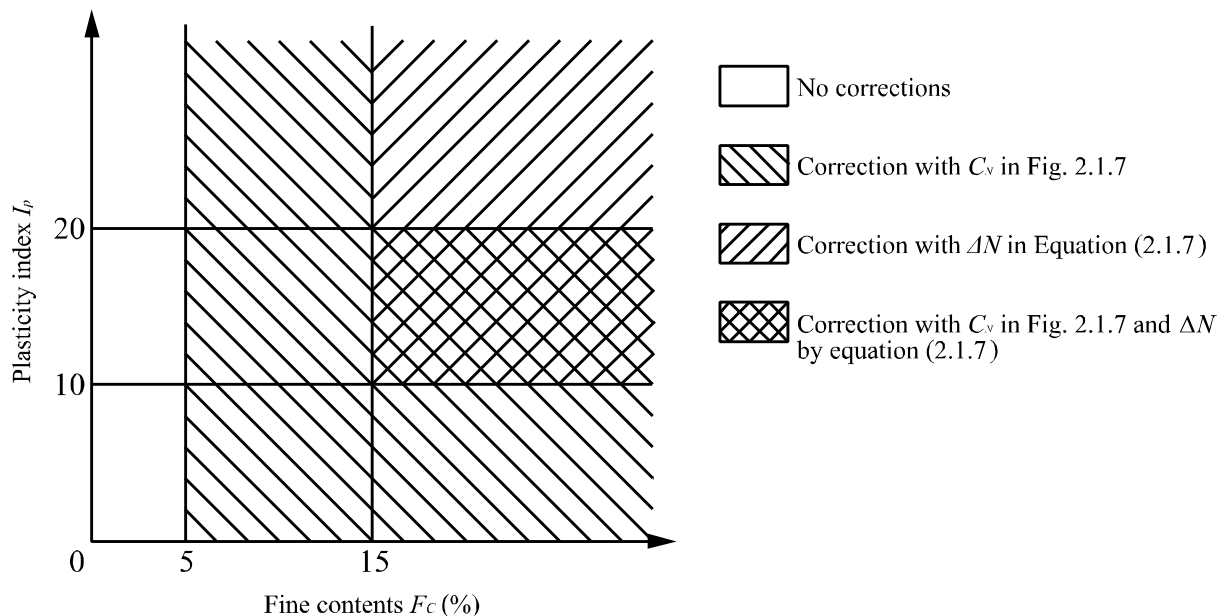 Plasticity index Ip
20
10
0
5
15
Fine contents FC (%)
No corrections
Correction with Cv in Fig. 2.1.7
Correction with ΔN in Equation (2.1.7)
Correction with Cv in Fig. 2.1.7 and ΔN
by equation (2.1.7)